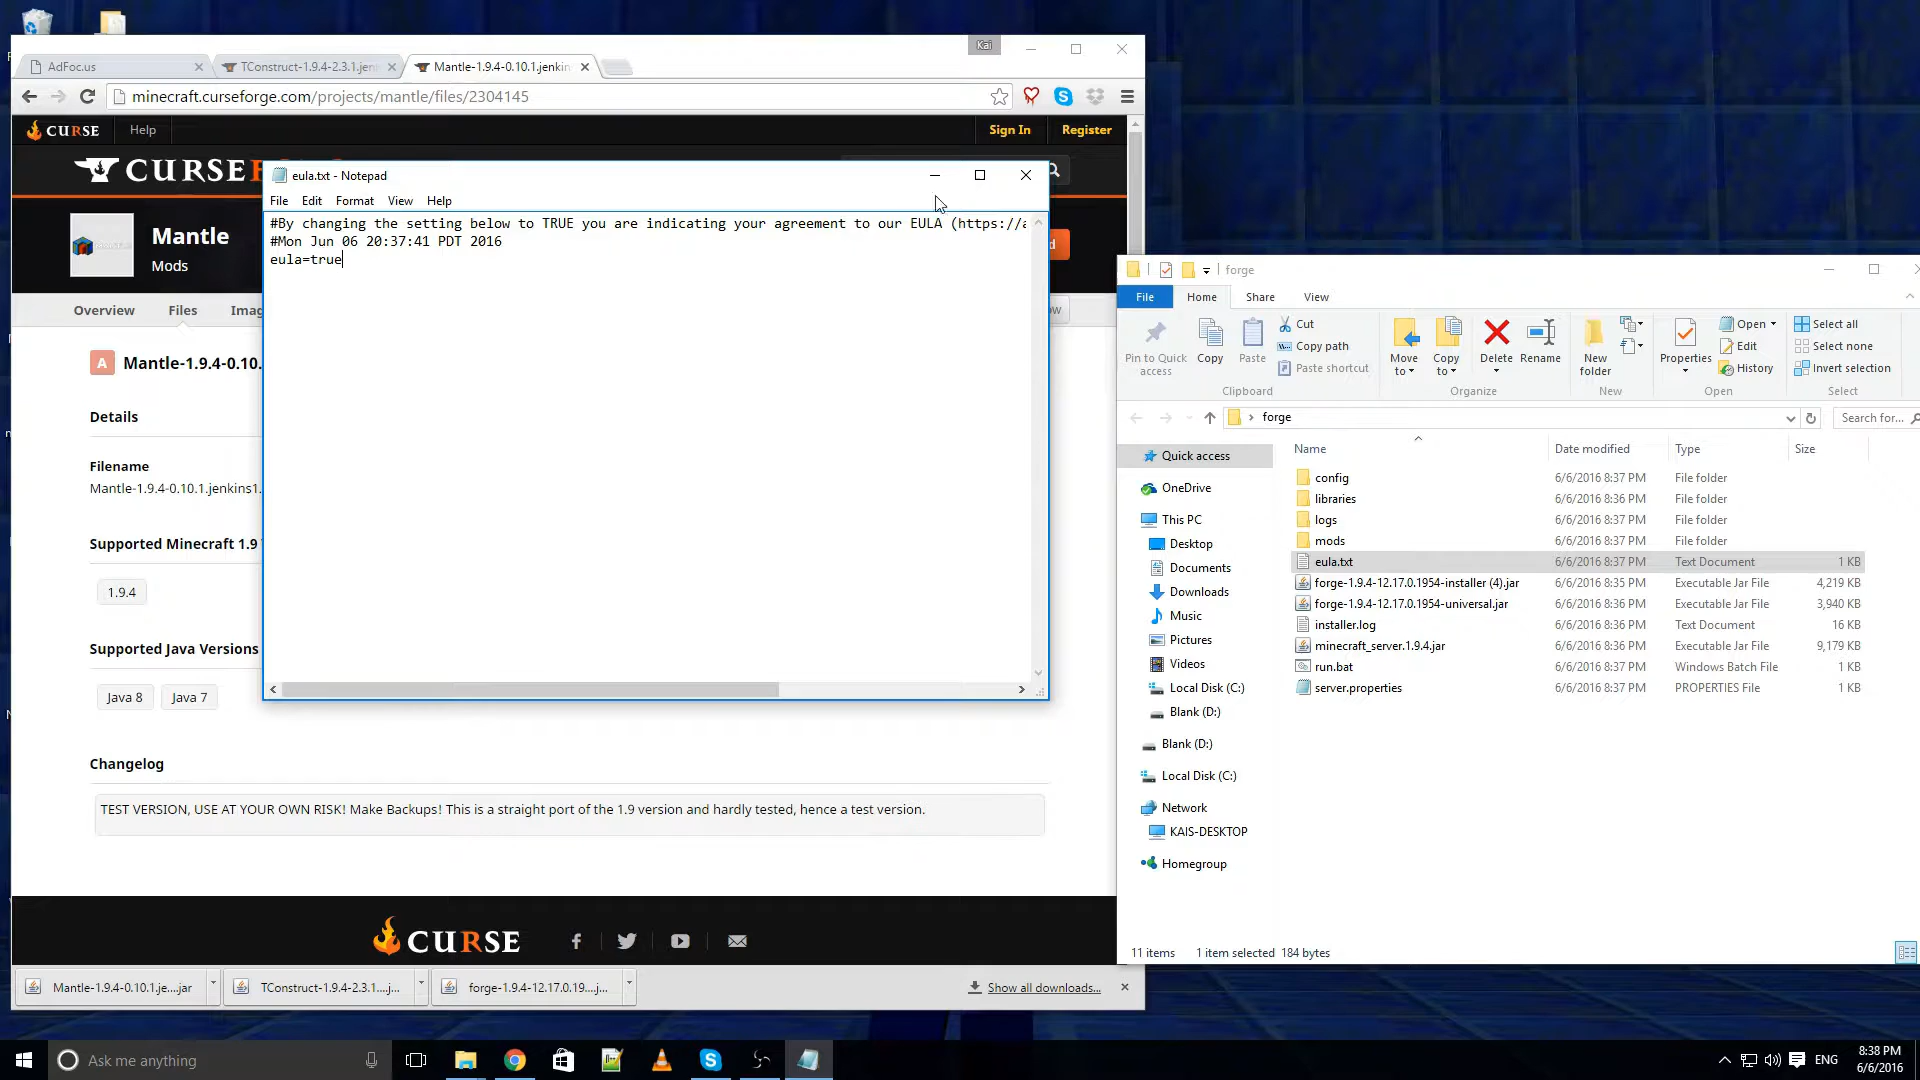 Kai
AdFoc.us
TConstruct-1.9.4-2.3.1.jen
Mantle-1.9.4-0.10.1.jenkin
minecraft.curseforge.com/projects/mantle/files/2304145
CURSE
Help
Sign In
Register
CURSE
eula.txt - Notepad
File
Edit
Format
View
Help
#By changing the setting below to TRUE you are indicating your agreement to our EULA (https://a
#Mon Jun 06 20:37:41 PDT 2016
eula=true
Mantle
Mods
Overview
Files
Imag
A
Mantle-1.9.4-0.10.
Details
Filename
Mantle-1.9.4-0.10.1.jenkins1.
Supported Minecraft 1.9
1.9.4
Supported Java Versions
Java 8
Java 7
Changelog
TEST VERSION, USE AT YOUR OWN RISK! Make Backups! This is a straight port of the 1.9 version and hardly tested, hence a test version.
CURSE
Mantle-1.9.4-0.10.1.je....jar
TConstruct-1.9.4-2.3.1....j...
forge-1.9.4-12.17.0.19....j...
Show all downloads...
forge
File
Home
Share
View
Pin to Quick
access
Copy
Paste
Cut
Copy path
Paste shortcut
Clipboard
Move
to
Copy
to
Delete
Rename
Organize
New
folder
New
Properties
Open
Edit
History
Open
Select all
Select none
Invert selection
Select
forge
Search for...
Quick access
OneDrive
This PC
Desktop
Documents
Downloads
Music
Pictures
Videos
Local Disk (C:)
Blank (D:)
Blank (D:)
Local Disk (C:)
Network
KAIS-DESKTOP
Homegroup
Name Date modified Type Size
config 6/6/2016 8:37 PM File folder
libraries 6/6/2016 8:36 PM File folder
logs 6/6/2016 8:37 PM File folder
mods 6/6/2016 8:37 PM File folder
eula.txt 6/6/2016 8:37 PM Text Document 1 KB
forge-1.9.4-12.17.0.1954-installer (4).jar 6/6/2016 8:35 PM Executable Jar File 4,219 KB
forge-1.9.4-12.17.0.1954-universal.jar 6/6/2016 8:36 PM Executable Jar File 3,940 KB
installer.log 6/6/2016 8:36 PM Text Document 16 KB
minecraft_server.1.9.4.jar 6/6/2016 8:36 PM Executable Jar File 9,179 KB
run.bat 6/6/2016 8:37 PM Windows Batch File 1 KB
server.properties 6/6/2016 8:37 PM PROPERTIES File 1 KB
11 items 1 item selected 184 bytes
Ask me anything
ENG
8:38 PM
6/6/2016